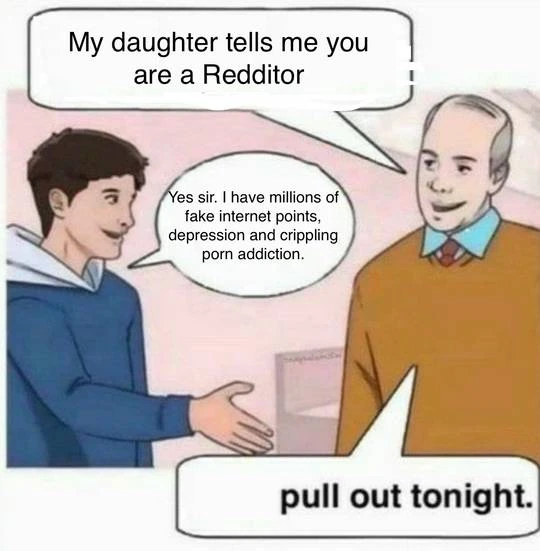 My daughter tells me you
are a Redditor
Yes sir. I have millions of
fake internet points,
depression and crippling
porn addiction.
pull out tonight.